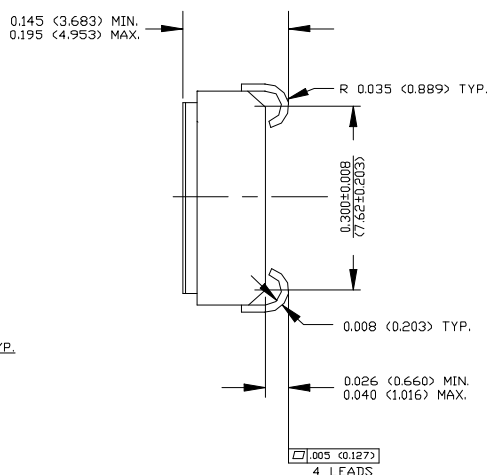 0.145 (3.683) MIN.
0.195 (4.953) MAX.
R 0.035 (0.889) TYP.
0.300±0.008
(7.62±0.203)
0.008 (0.203) TYP.
YP.
0.026 (0.660) MIN.
0.040 (1.016) MAX.
.005 (0.127)
4 LEADS